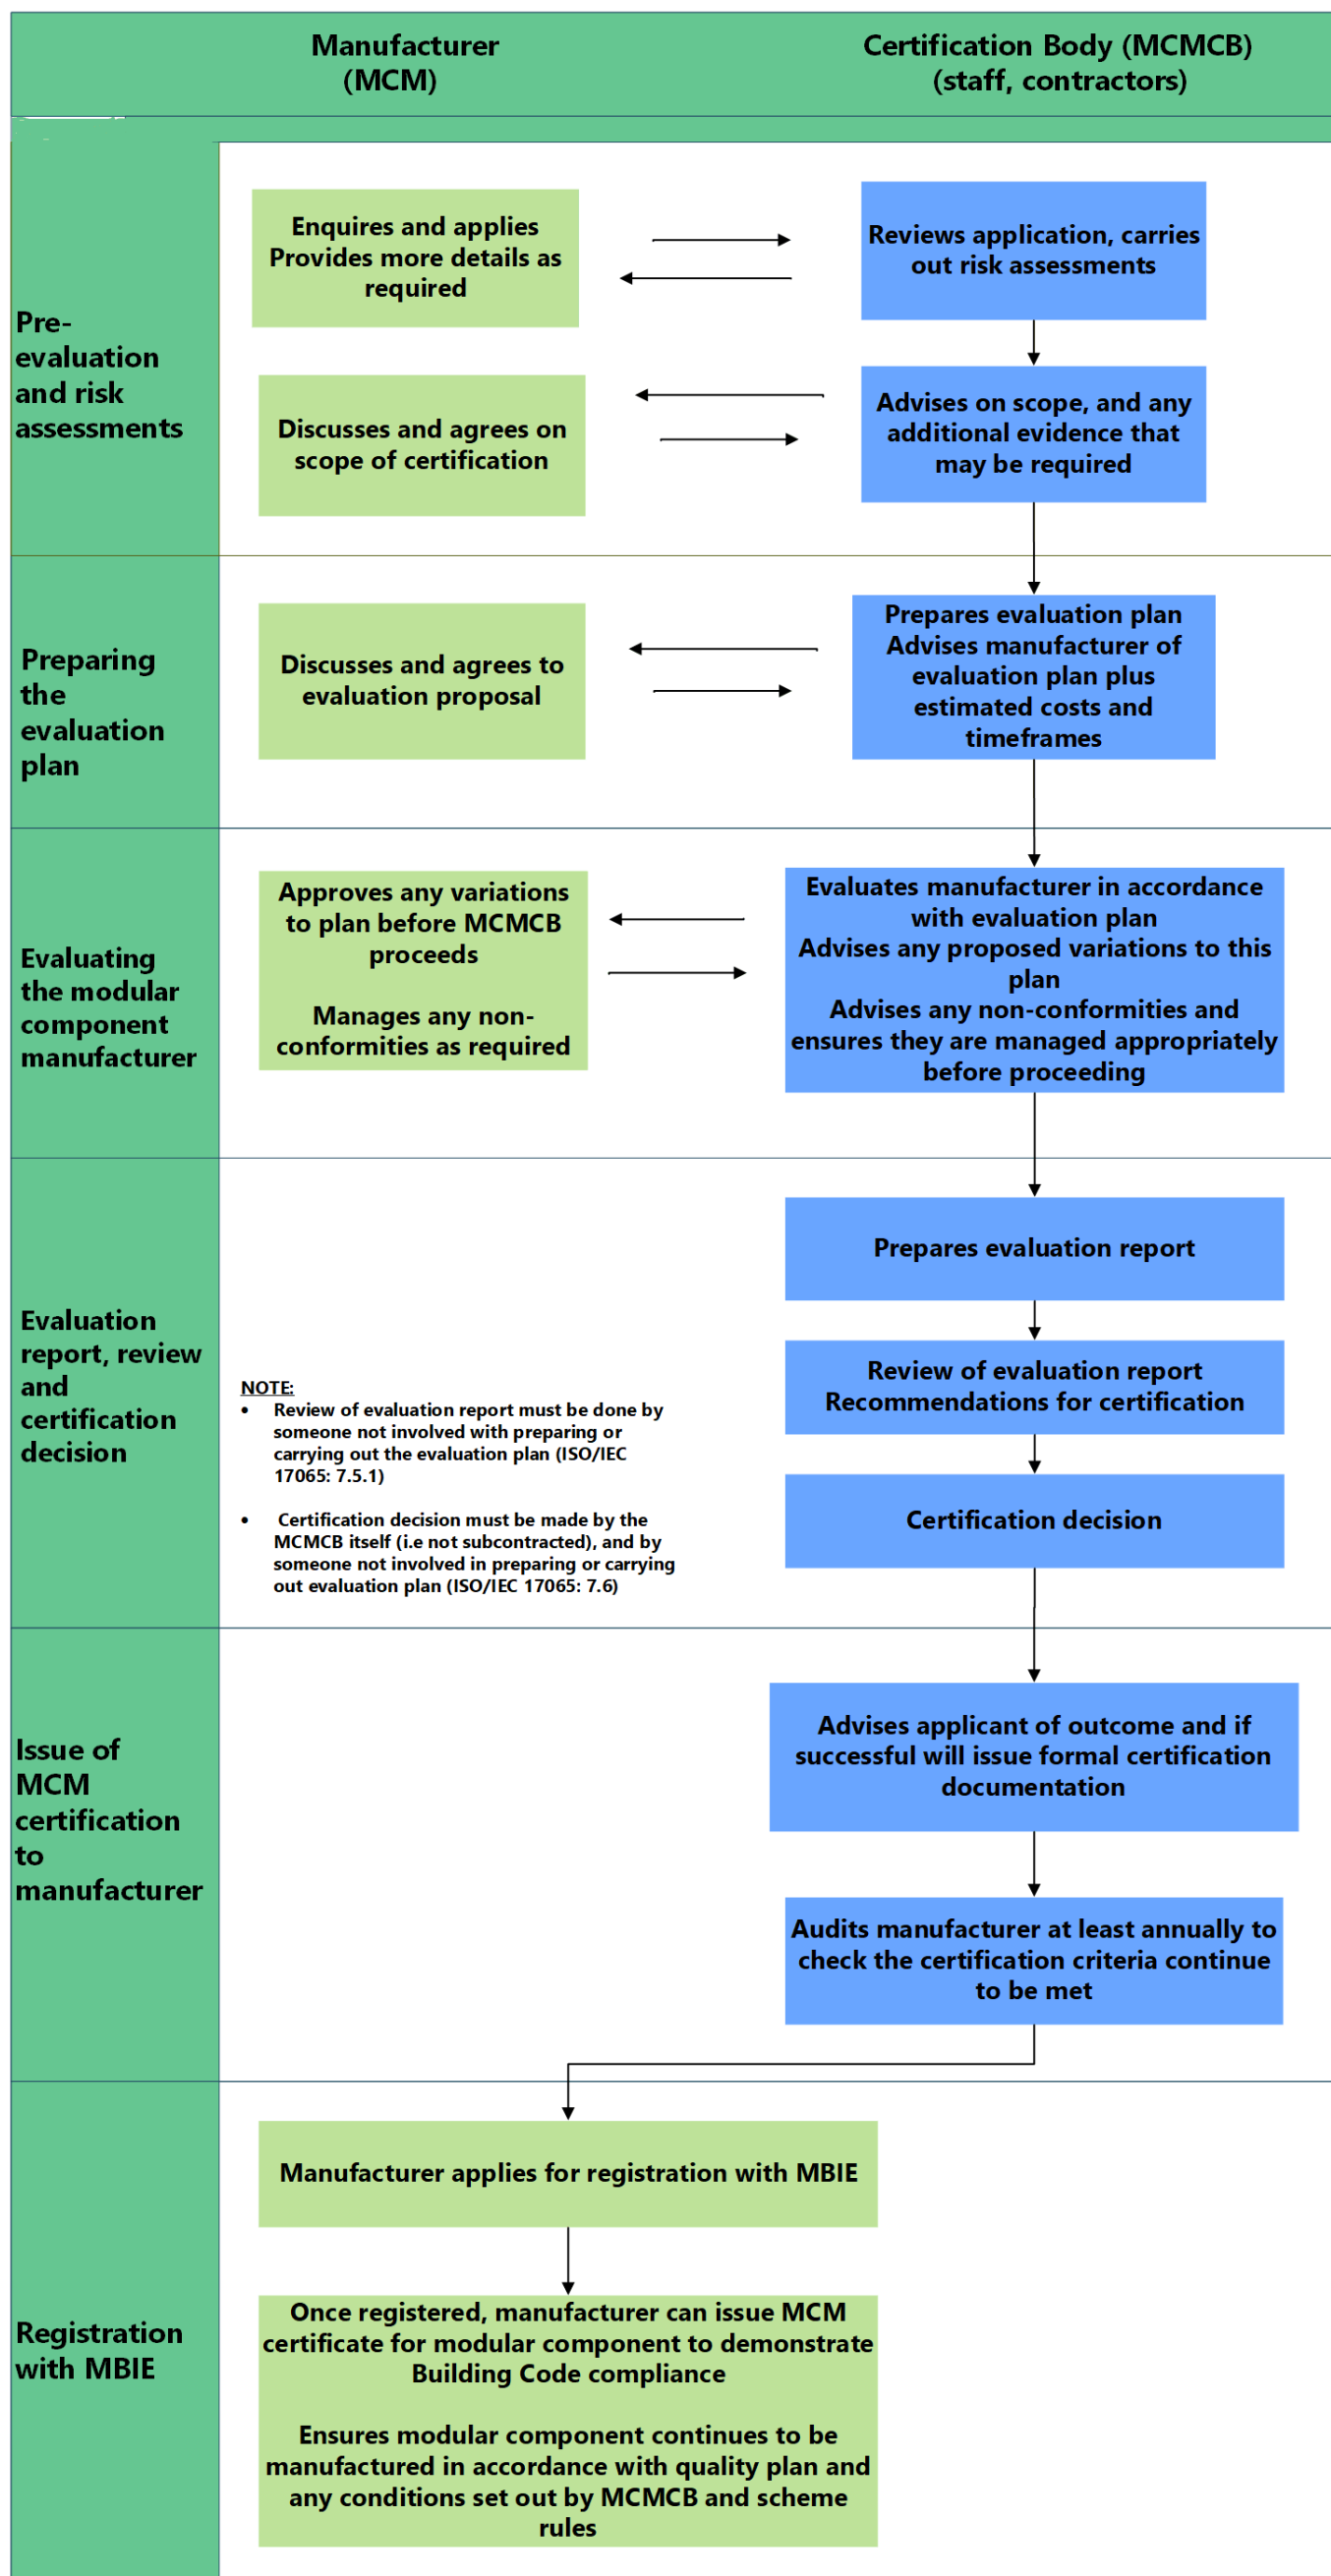 Manufacturer
(MCM)
Certification Body (MCMCB)
(staff, contractors)
Pre-
evaluation
and risk
assessments
Enquires and applies
Provides more details as
required
Reviews application, carries
out risk assessments
Discusses and agrees on
scope of certification
Advises on scope, and any
additional evidence that
may be required
Preparing
the
evaluation
plan
Discusses and agrees to
evaluation proposal
Prepares evaluation plan
Advises manufacturer of
evaluation plan plus
estimated costs and
timeframes
Evaluating
the modular
component
manufacturer
Approves any variations
to plan before MCMCB
proceeds
Manages any non-
conformities as required
Evaluates manufacturer in accordance
with evaluation plan
Advises any proposed variations to this
plan
Advises any non-conformities and
ensures they are managed appropriately
before proceeding
Evaluation
report, review
and
certification
decision
NOTE:
• Review of evaluation report must be done by
someone not involved with preparing or
carrying out the evaluation plan (ISO/IEC
17065: 7.5.1)
• Certification decision must be made by the
MCMCB itself (i.e not subcontracted), and by
someone not involved in preparing or carrying
out evaluation plan (ISO/IEC 17065: 7.6)
Prepares evaluation report
Review of evaluation report
Recommendations for certification
Certification decision
Issue of
MCM
certification
to
manufacturer
Advises applicant of outcome and if
successful will issue formal certification
documentation
Audits manufacturer at least annually to
check the certification criteria continue
to be met
Registration
with MBIE
Manufacturer applies for registration with MBIE
Once registered, manufacturer can issue MCM
certificate for modular component to demonstrate
Building Code compliance
Ensures modular component continues to be
manufactured in accordance with quality plan and
any conditions set out by MCMCB and scheme
rules